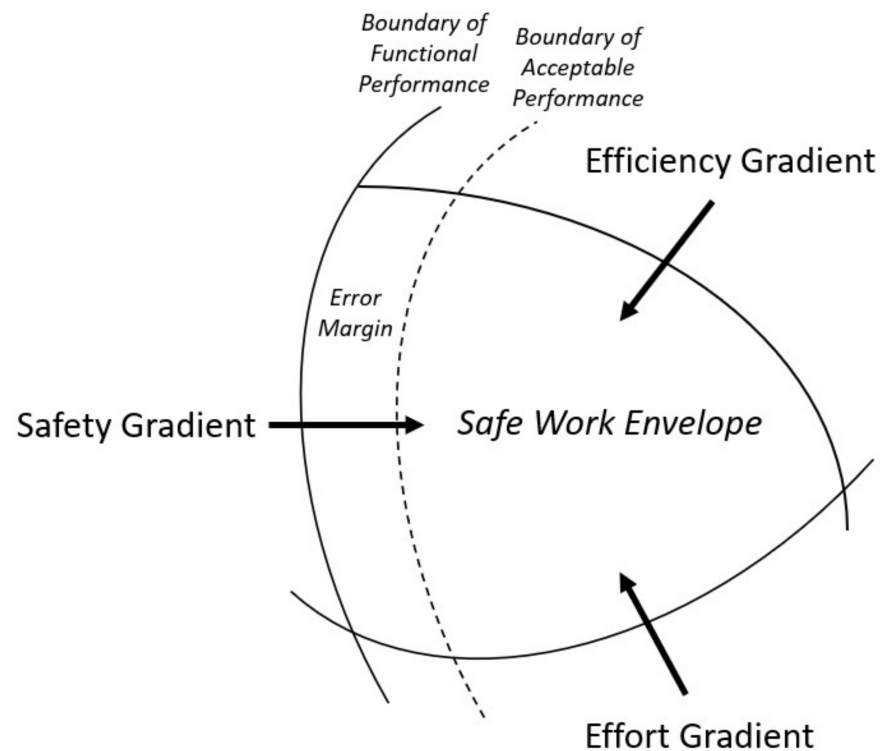 Boundary of
Functional
Performance
Boundary of
Acceptable
Performance
Efficiency Gradient
Error
Margin
Safety Gradient
Safe Work Envelope
Effort Gradient